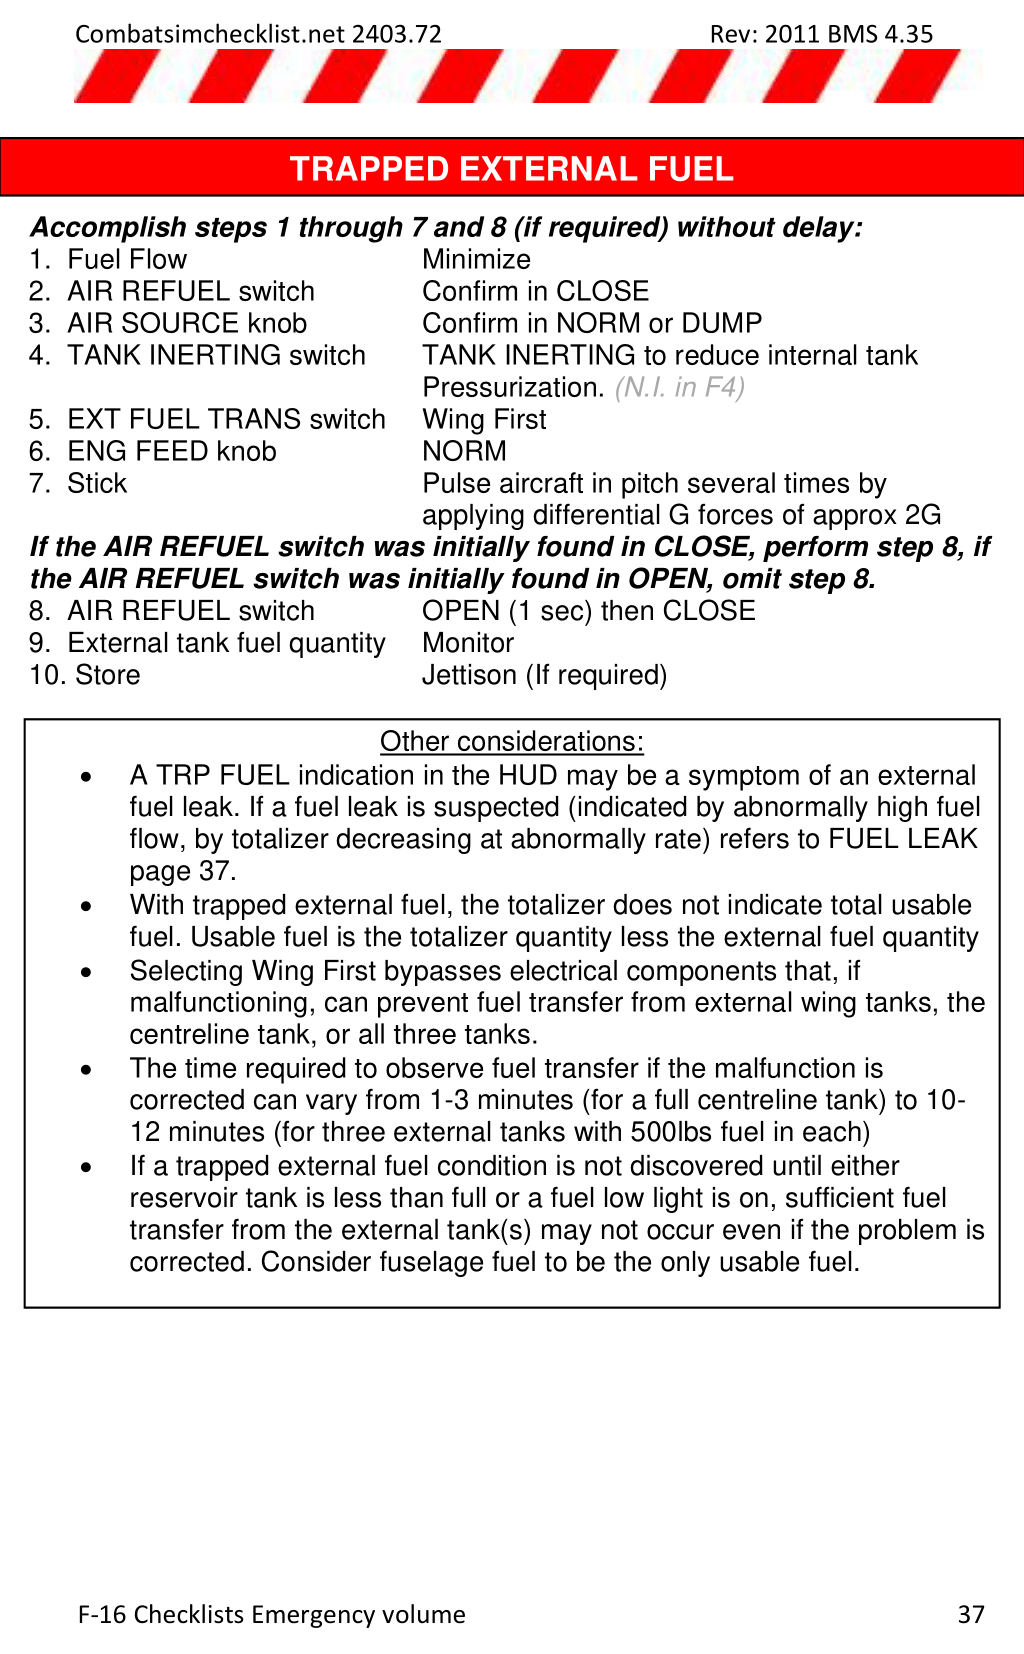 Combatsimchecklist.net 2403.72 Rev: 2011 BMS 4.35
TRAPPED EXTERNAL FUEL
Accomplish steps 1 through 7 and 8 (if required) without delay:
1. Fuel Flow Minimize
2. AIR REFUEL switch Confirm in CLOSE
3. AIR SOURCE knob Confirm in NORM or DUMP
4. TANK INERTING switch TANK INERTING to reduce internal tank
Pressurization. (N.I. in F4)
5. EXT FUEL TRANS switch Wing First
6. ENG FEED knob NORM
7. Stick Pulse aircraft in pitch several times by
applying differential G forces of approx 2G
If the AIR REFUEL switch was initially found in CLOSE, perform step 8, if
the AIR REFUEL switch was initially found in OPEN, omit step 8.
8. AIR REFUEL switch OPEN (1 sec) then CLOSE
9. External tank fuel quantity Monitor
10. Store Jettison (If required)
Other considerations:
• A TRP FUEL indication in the HUD may be a symptom of an external
fuel leak. If a fuel leak is suspected (indicated by abnormally high fuel
flow, by totalizer decreasing at abnormally rate) refers to FUEL LEAK
page 37.
• With trapped external fuel, the totalizer does not indicate total usable
fuel. Usable fuel is the totalizer quantity less the external fuel quantity
• Selecting Wing First bypasses electrical components that, if
malfunctioning, can prevent fuel transfer from external wing tanks, the
centreline tank, or all three tanks.
• The time required to observe fuel transfer if the malfunction is
corrected can vary from 1-3 minutes (for a full centreline tank) to 10-
12 minutes (for three external tanks with 500lbs fuel in each)
• If a trapped external fuel condition is not discovered until either
reservoir tank is less than full or a fuel low light is on, sufficient fuel
transfer from the external tank(s) may not occur even if the problem is
corrected. Consider fuselage fuel to be the only usable fuel.
F-16 Checklists Emergency volume 37